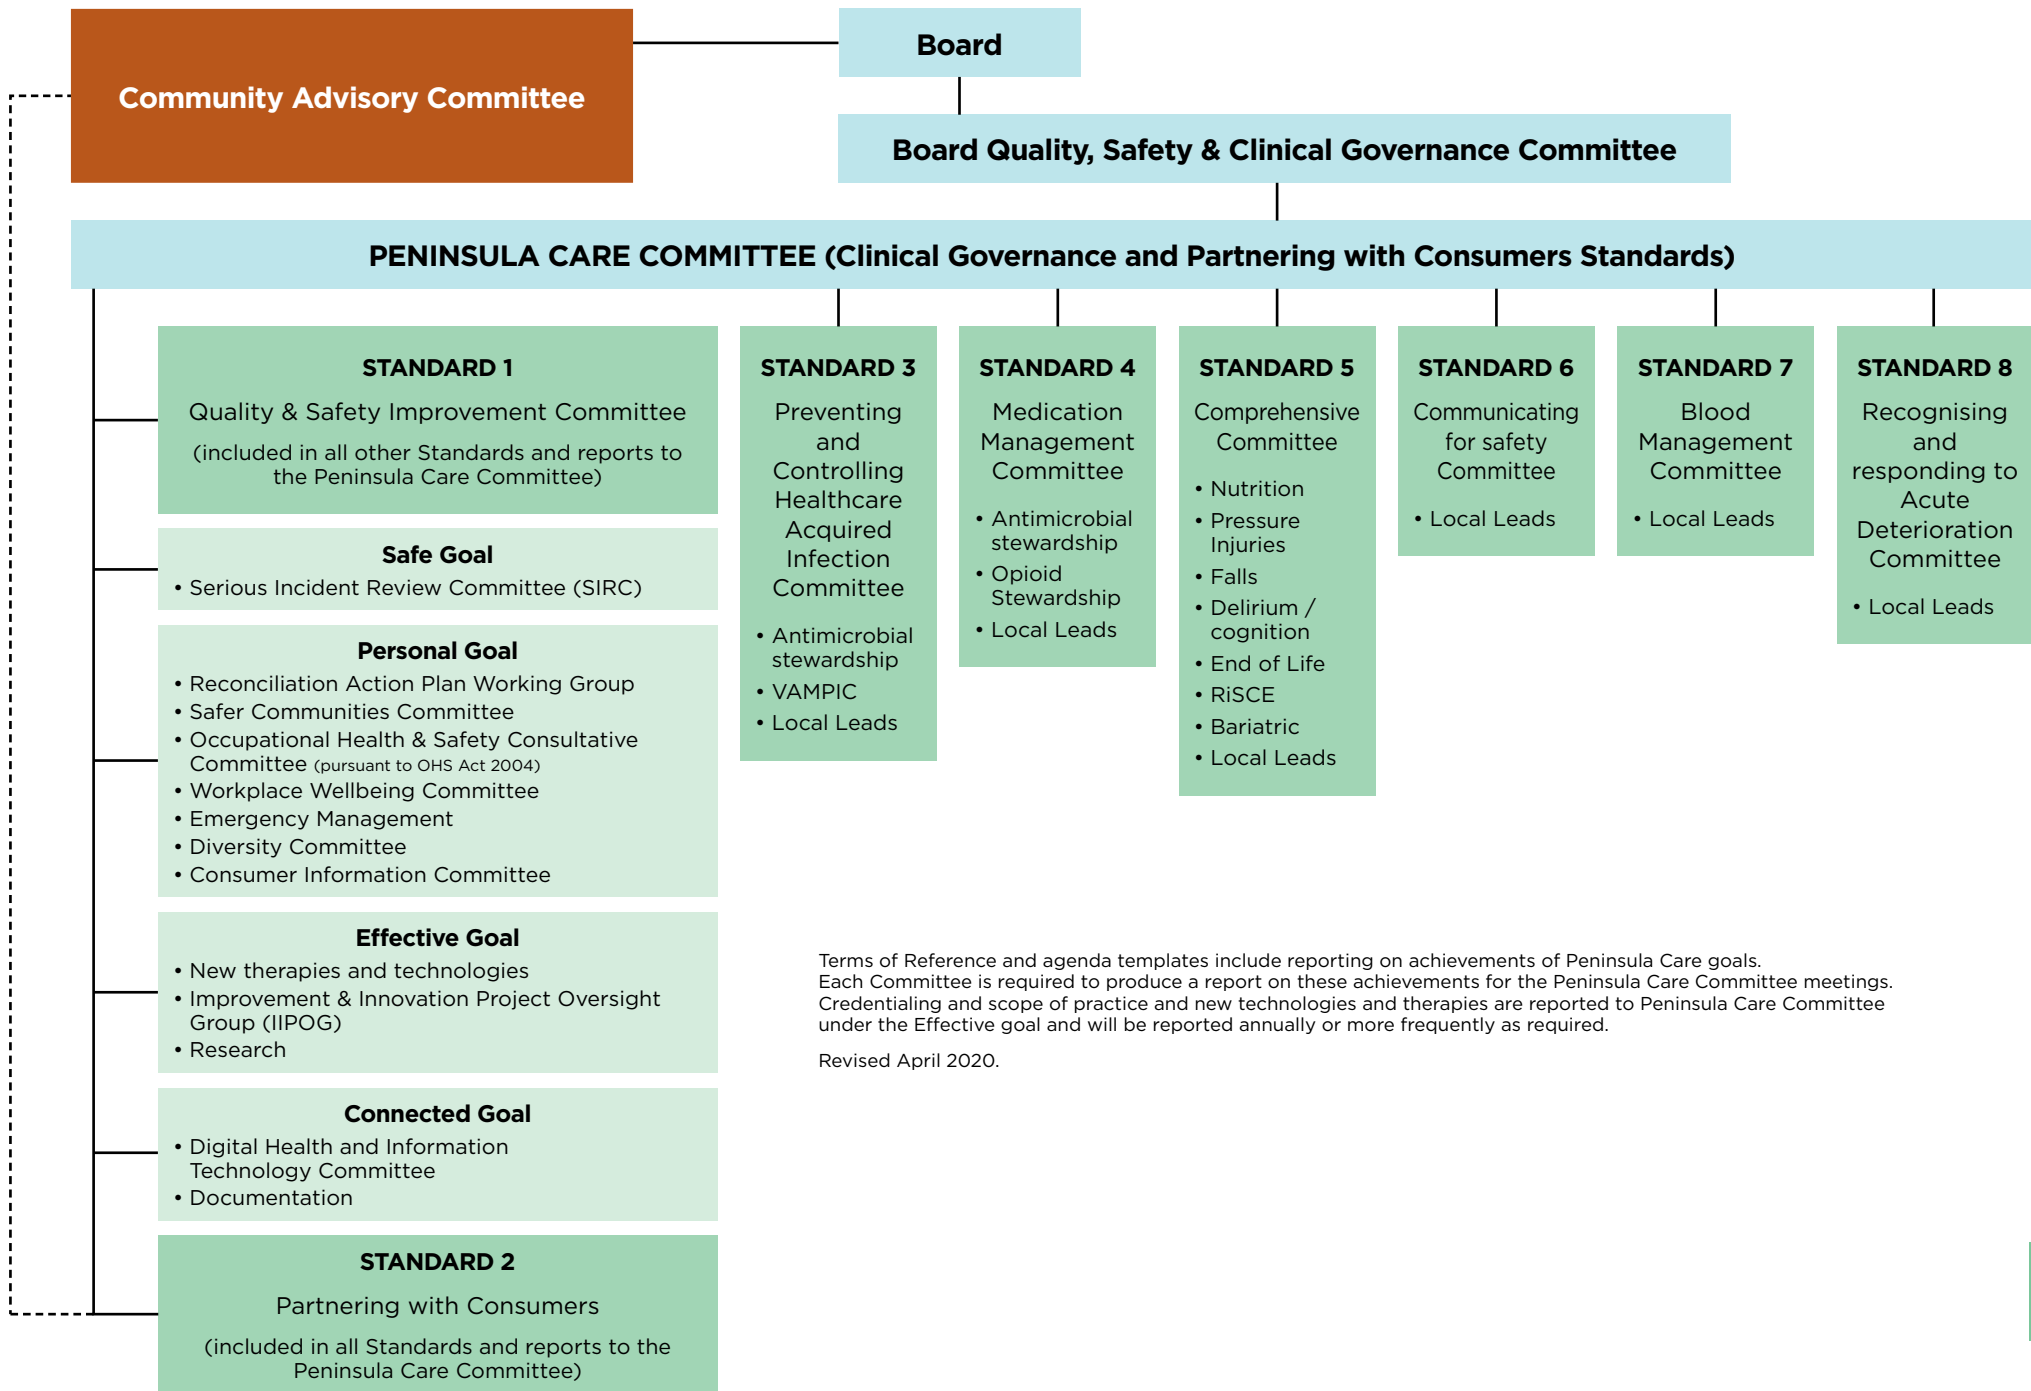 Community Advisory Committee
Board
Board Quality, Safety & Clinical Governance Committee
PENINSULA CARE COMMITTEE (Clinical Governance and Partnering with Consumers Standards)
STANDARD 1
Quality & Safety Improvement Committee
(included in all other Standards and reports to
the Peninsula Care Committee)
Safe Goal
• Serious Incident Review Committee (SIRC)
Personal Goal
• Reconciliation Action Plan Working Group
• Safer Communities Committee
• Occupational Health & Safety Consultative
Committee (pursuant to OHS Act 2004)
• Workplace Wellbeing Committee
• Emergency Management
• Diversity Committee
• Consumer Information Committee
Effective Goal
• New therapies and technologies
• Improvement & Innovation Project Oversight
Group (IIPOG)
• Research
Connected Goal
• Digital Health and Information
Technology Committee
• Documentation
STANDARD 2
Partnering with Consumers
(included in all Standards and reports to the
Peninsula Care Committee)
STANDARD 3
Preventing
and
Controlling
Healthcare
Acquired
Infection
Committee
• Antimicrobial
stewardship
• VAMPIC
• Local Leads
STANDARD 4
Medication
Management
Committee
• Antimicrobial
stewardship
• Opioid
Stewardship
• Local Leads
STANDARD 5
Comprehensive
Committee
• Nutrition
• Pressure
Injuries
• Falls
• Delirium /
cognition
• End of Life
• RiSCE
• Bariatric
• Local Leads
STANDARD 6
Communicating
for safety
Committee
• Local Leads
STANDARD 7
Blood
Management
Committee
• Local Leads
STANDARD 8
Recognising
and
responding to
Acute
Deterioration
Committee
• Local Leads
Terms of Reference and agenda templates include reporting on achievements of Peninsula Care goals.
Each Committee is required to produce a report on these achievements for the Peninsula Care Committee meetings.
Credentialing and scope of practice and new technologies and therapies are reported to Peninsula Care Committee
under the Effective goal and will be reported annually or more frequently as required.
Revised April 2020.